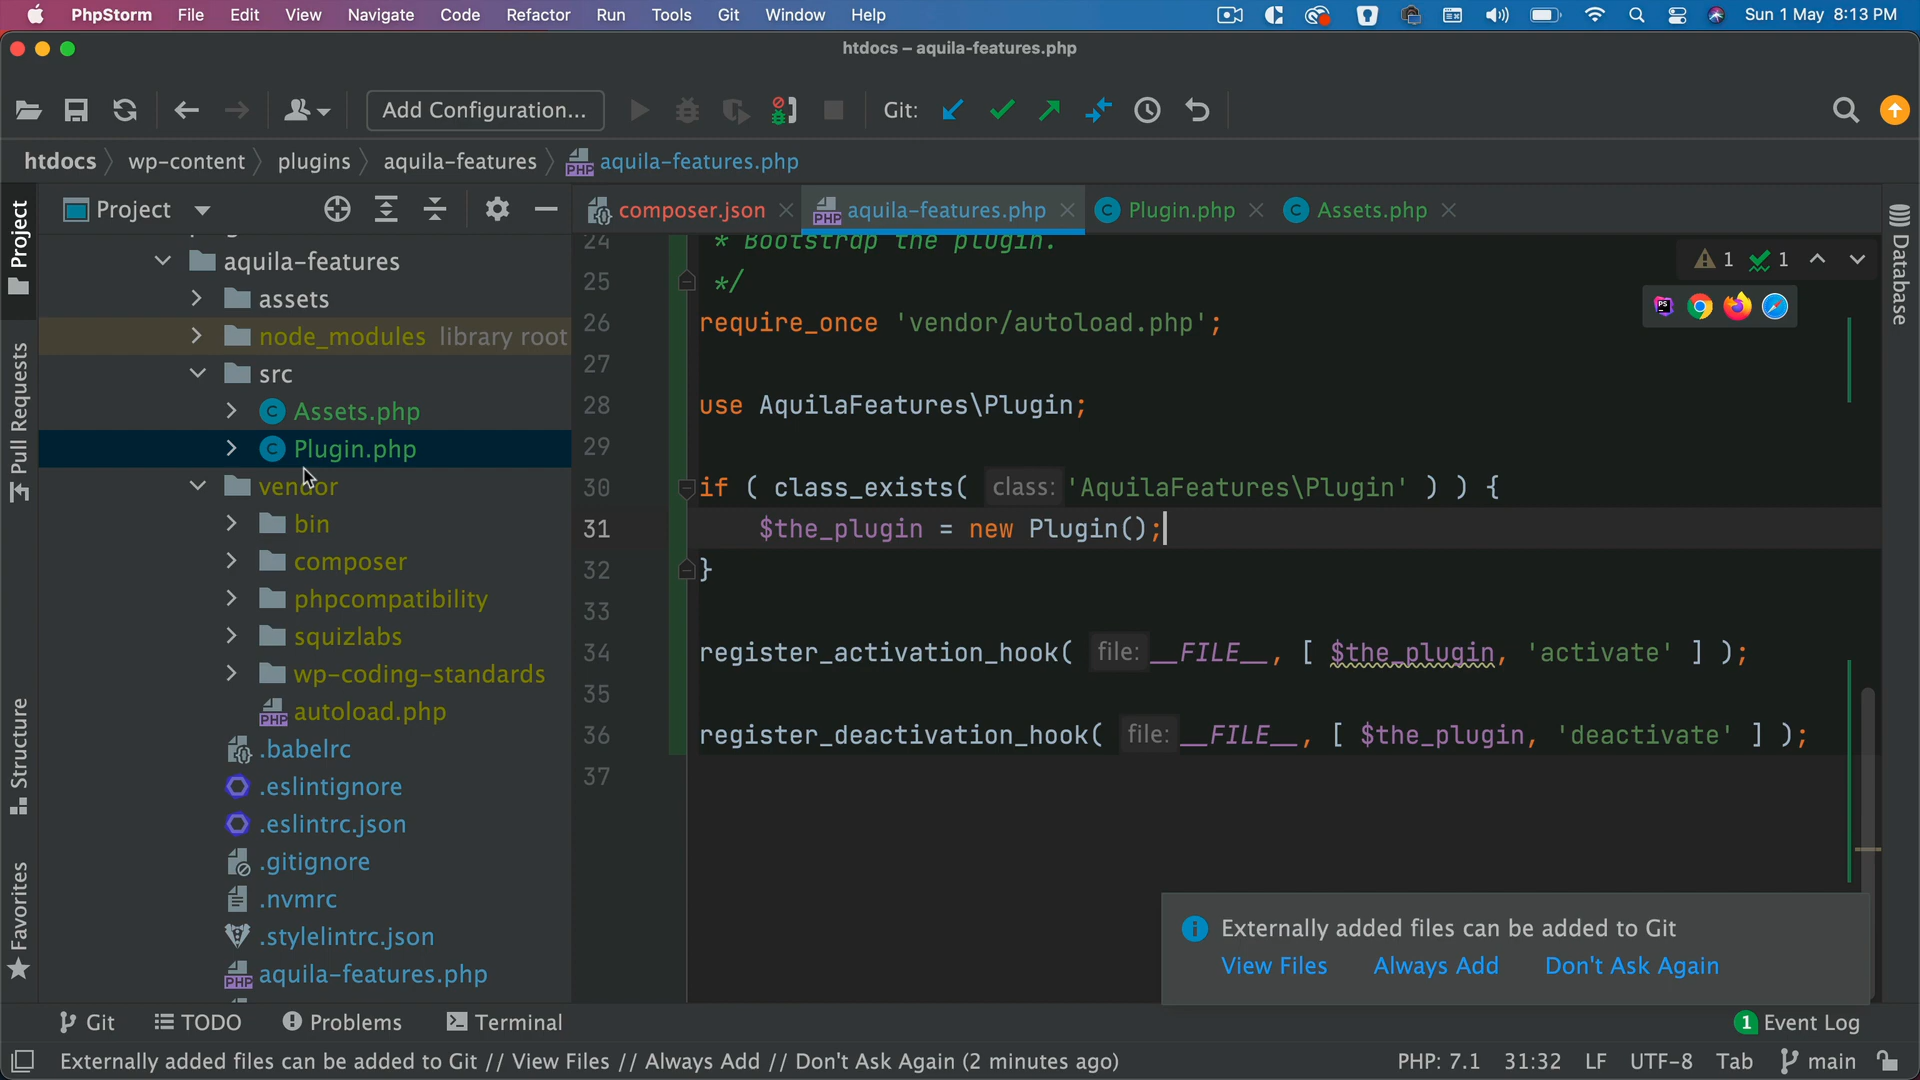 PhpStorm File Edit View Navigate Code Refactor Run Tools Git Window Help Sun 1 May 8:13 PM
htdocs – aquila-features.php
Add Configuration... Git:
htdocs wp-content plugins aquila-features aquila-features.php
Project composer.json aquila-features.php Plugin.php Assets.php
Project
Pull Requests
Structure
Favorites
Database
aquila-features
assets
node_modules library root
src
Assets.php
Plugin.php
vendor
bin
composer
phpcompatibility
squizlabs
wp-coding-standards
autoload.php
.babelrc
.eslintignore
.eslintrc.json
.gitignore
.nvmrc
.stylelintrc.json
aquila-features.php
24 * Bootstrap the plugin.
25 */
26 require_once 'vendor/autoload.php';
27
28 use AquilaFeatures\Plugin;
29
30 if ( class_exists( class: 'AquilaFeatures\Plugin' ) ) {
31 $the_plugin = new Plugin();
32 }
33
34 register_activation_hook( file: __FILE__, [ $the_plugin, 'activate' ] );
35
36 register_deactivation_hook( file: __FILE__, [ $the_plugin, 'deactivate' ] );
37
1 1
Externally added files can be added to Git
View Files Always Add Don't Ask Again
Git TODO Problems Terminal 1 Event Log
Externally added files can be added to Git // View Files // Always Add // Don't Ask Again (2 minutes ago) PHP: 7.1 31:32 LF UTF-8 Tab main